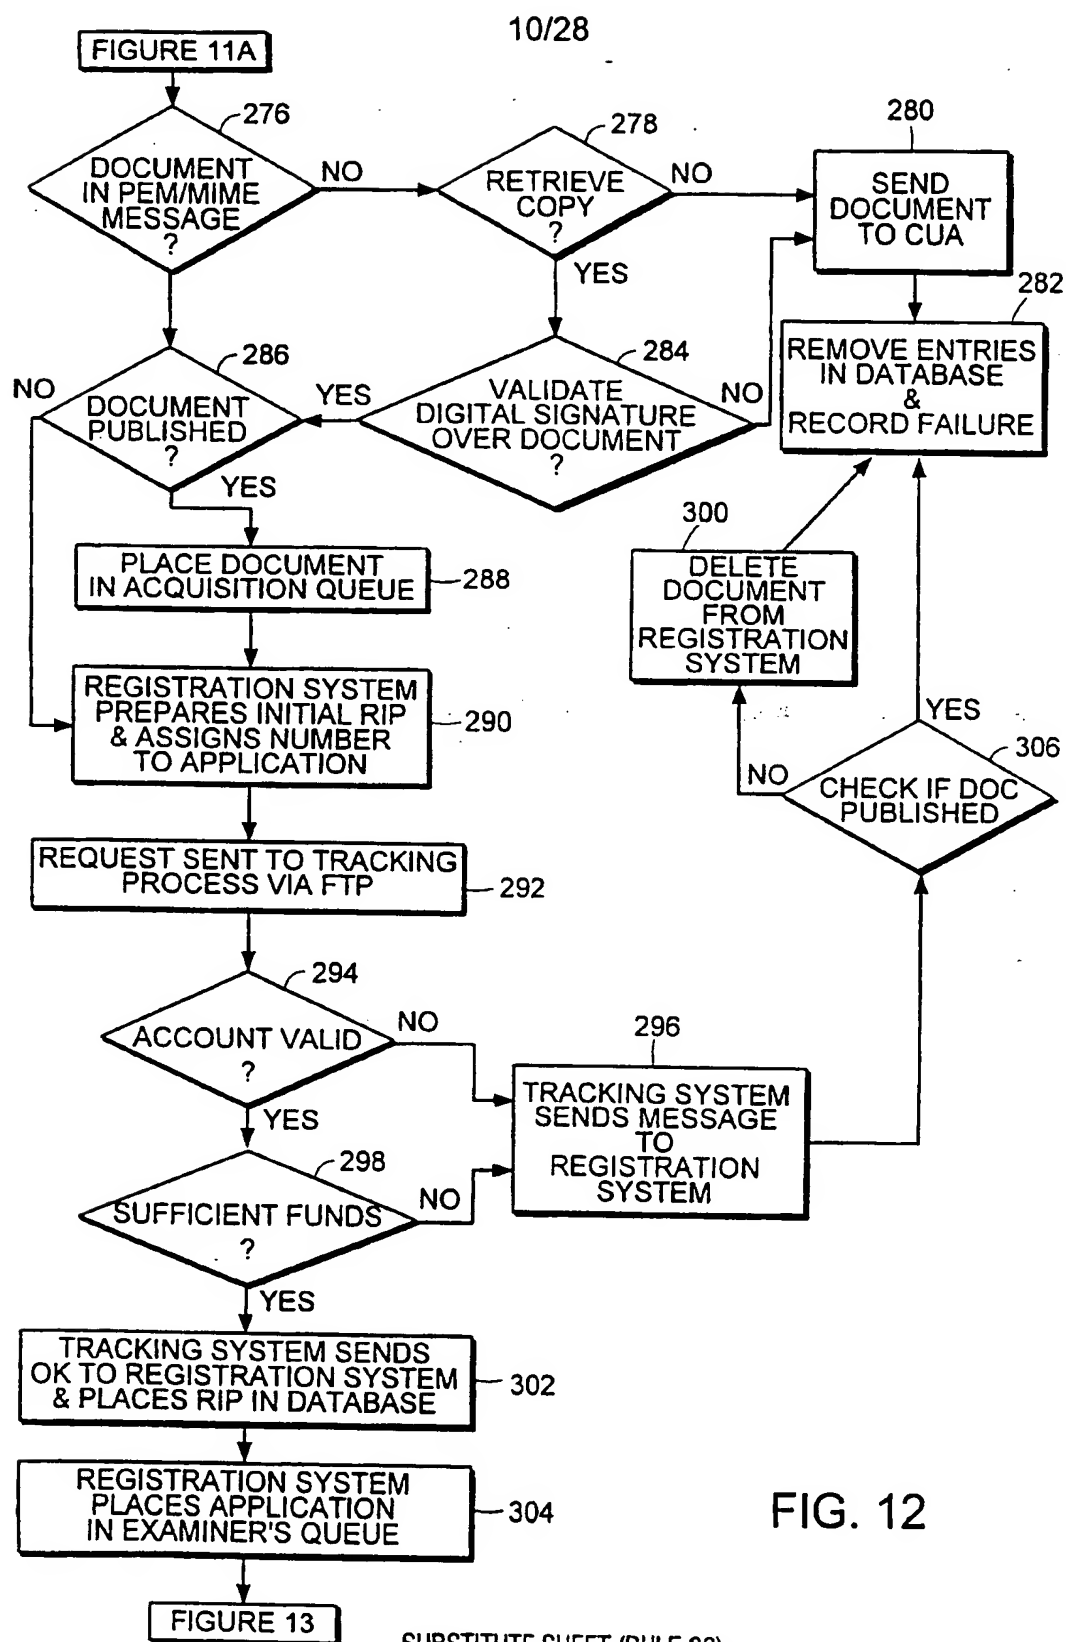 10/28
FIGURE 11A
276
DOCUMENT
IN PEM/MIME
MESSAGE
?
NO
278
RETRIEVE
COPY
?
NO
YES
280
SEND
DOCUMENT
TO CUA
282
REMOVE ENTRIES
IN DATABASE
&
RECORD FAILURE
286
NO
DOCUMENT
PUBLISHED
?
YES
YES
284
VALIDATE
DIGITAL SIGNATURE
OVER DOCUMENT
?
NO
PLACE DOCUMENT
IN ACQUISITION QUEUE
288
300
DELETE
DOCUMENT
FROM
REGISTRATION
SYSTEM
REGISTRATION SYSTEM
PREPARES INITIAL RIP
& ASSIGNS NUMBER
TO APPLICATION
290
YES
306
NO
CHECK IF DOC
PUBLISHED
REQUEST SENT TO TRACKING
PROCESS VIA FTP
292
294
ACCOUNT VALID
?
NO
YES
296
TRACKING SYSTEM
SENDS MESSAGE
TO
REGISTRATION
SYSTEM
298
SUFFICIENT FUNDS
?
NO
YES
TRACKING SYSTEM SENDS
OK TO REGISTRATION SYSTEM
& PLACES RIP IN DATABASE
302
REGISTRATION SYSTEM
PLACES APPLICATION
IN EXAMINER'S QUEUE
304
FIG. 12
FIGURE 13
SUBSTITUTE SHEET (RULE 26)